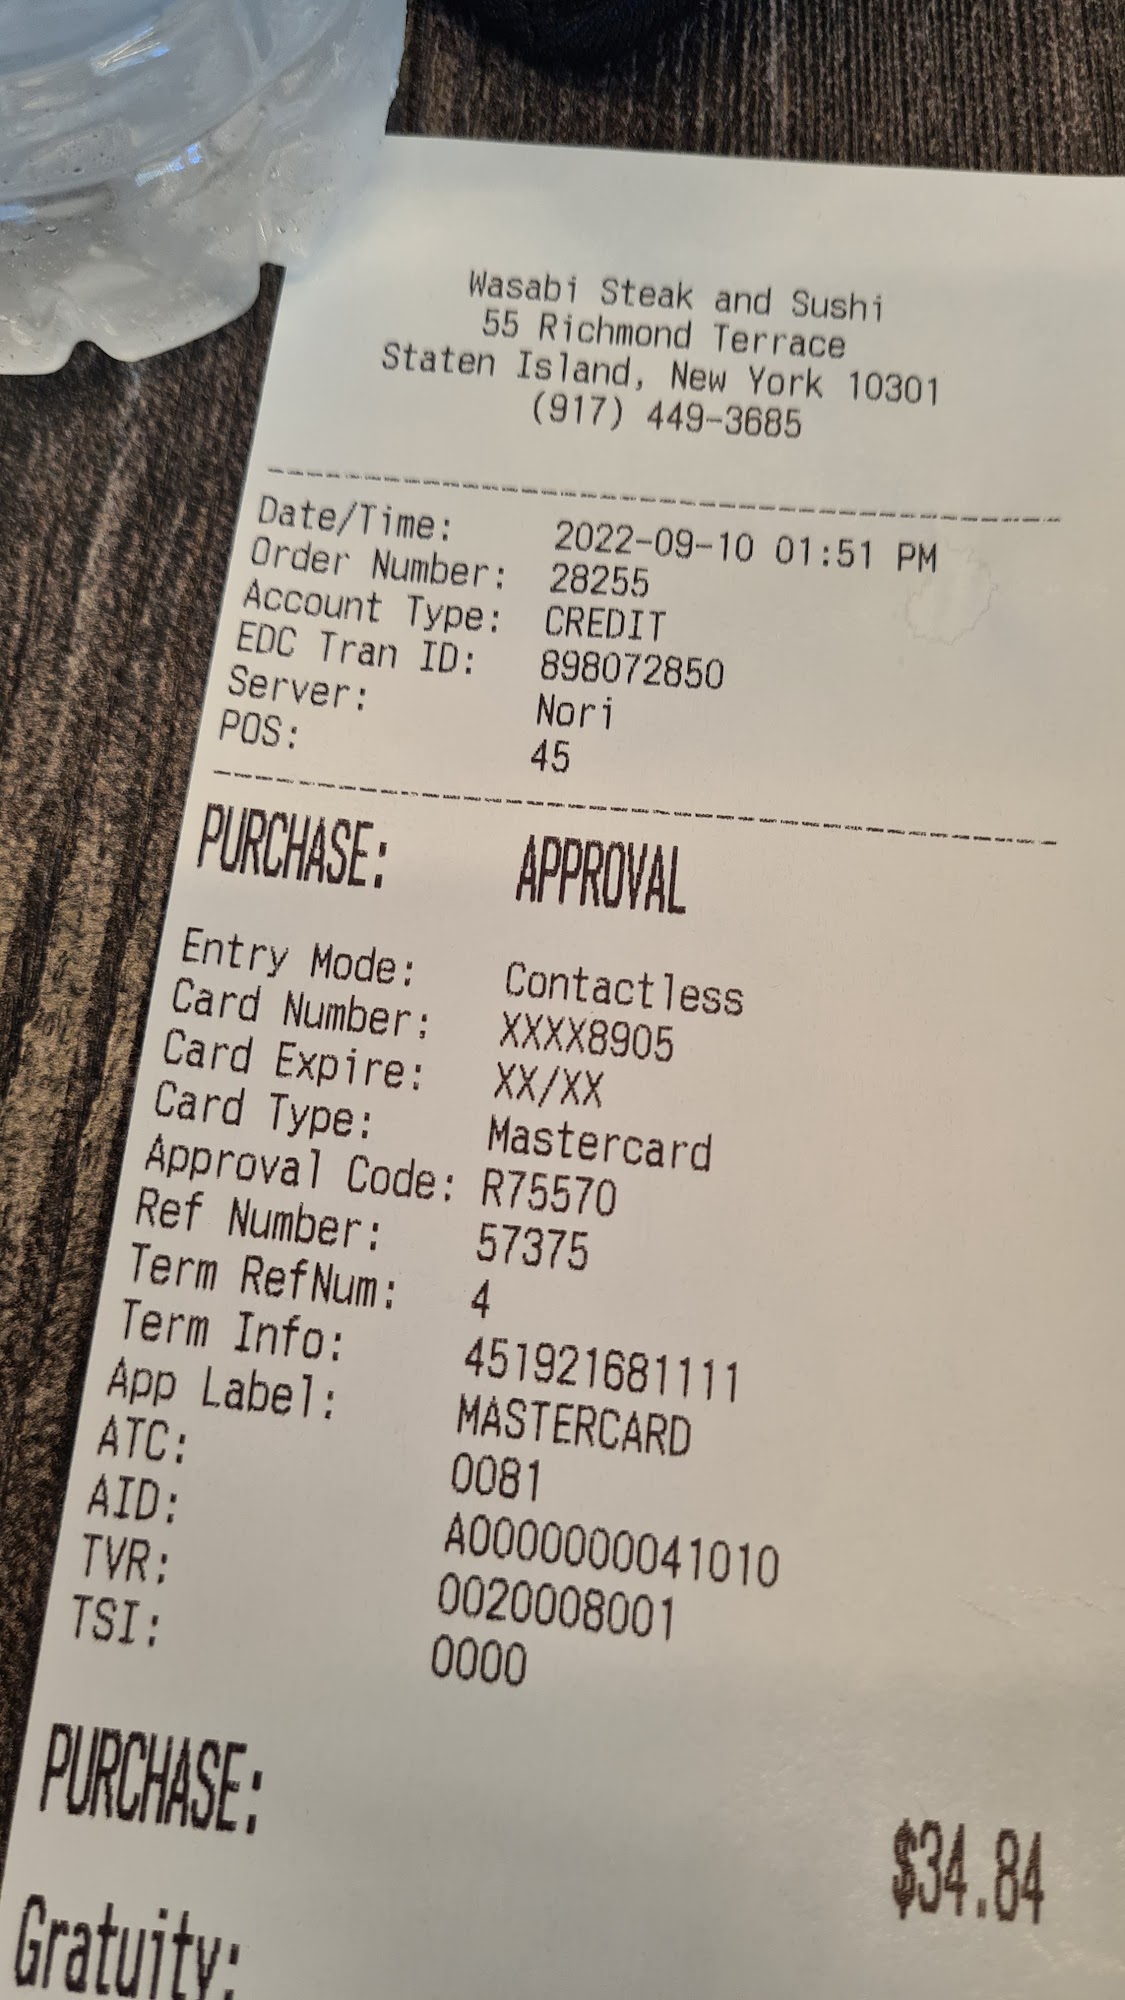 Wasabi Steak and Sushi
55 Richmond Terrace
Staten Island, New York 10301
(917) 449-3685
Date/Time: 2022-09-10 01:51 PM
Order Number: 28255
Account Type: CREDIT
EDC Tran ID: 898072850
Server: Nori
POS: 45
PURCHASE: APPROVAL
Entry Mode: Contactless
Card Number: XXXX8905
Card Expire: XX/XX
Card Type: Mastercard
Approval Code: R75570
Ref Number: 57375
Term RefNum: 4
Term Info: 451921681111
App Label: MASTERCARD
ATC: 0081
AID: A0000000041010
TVR: 0020008001
TSI: 0000
PURCHASE: $34.84
Gratuity: